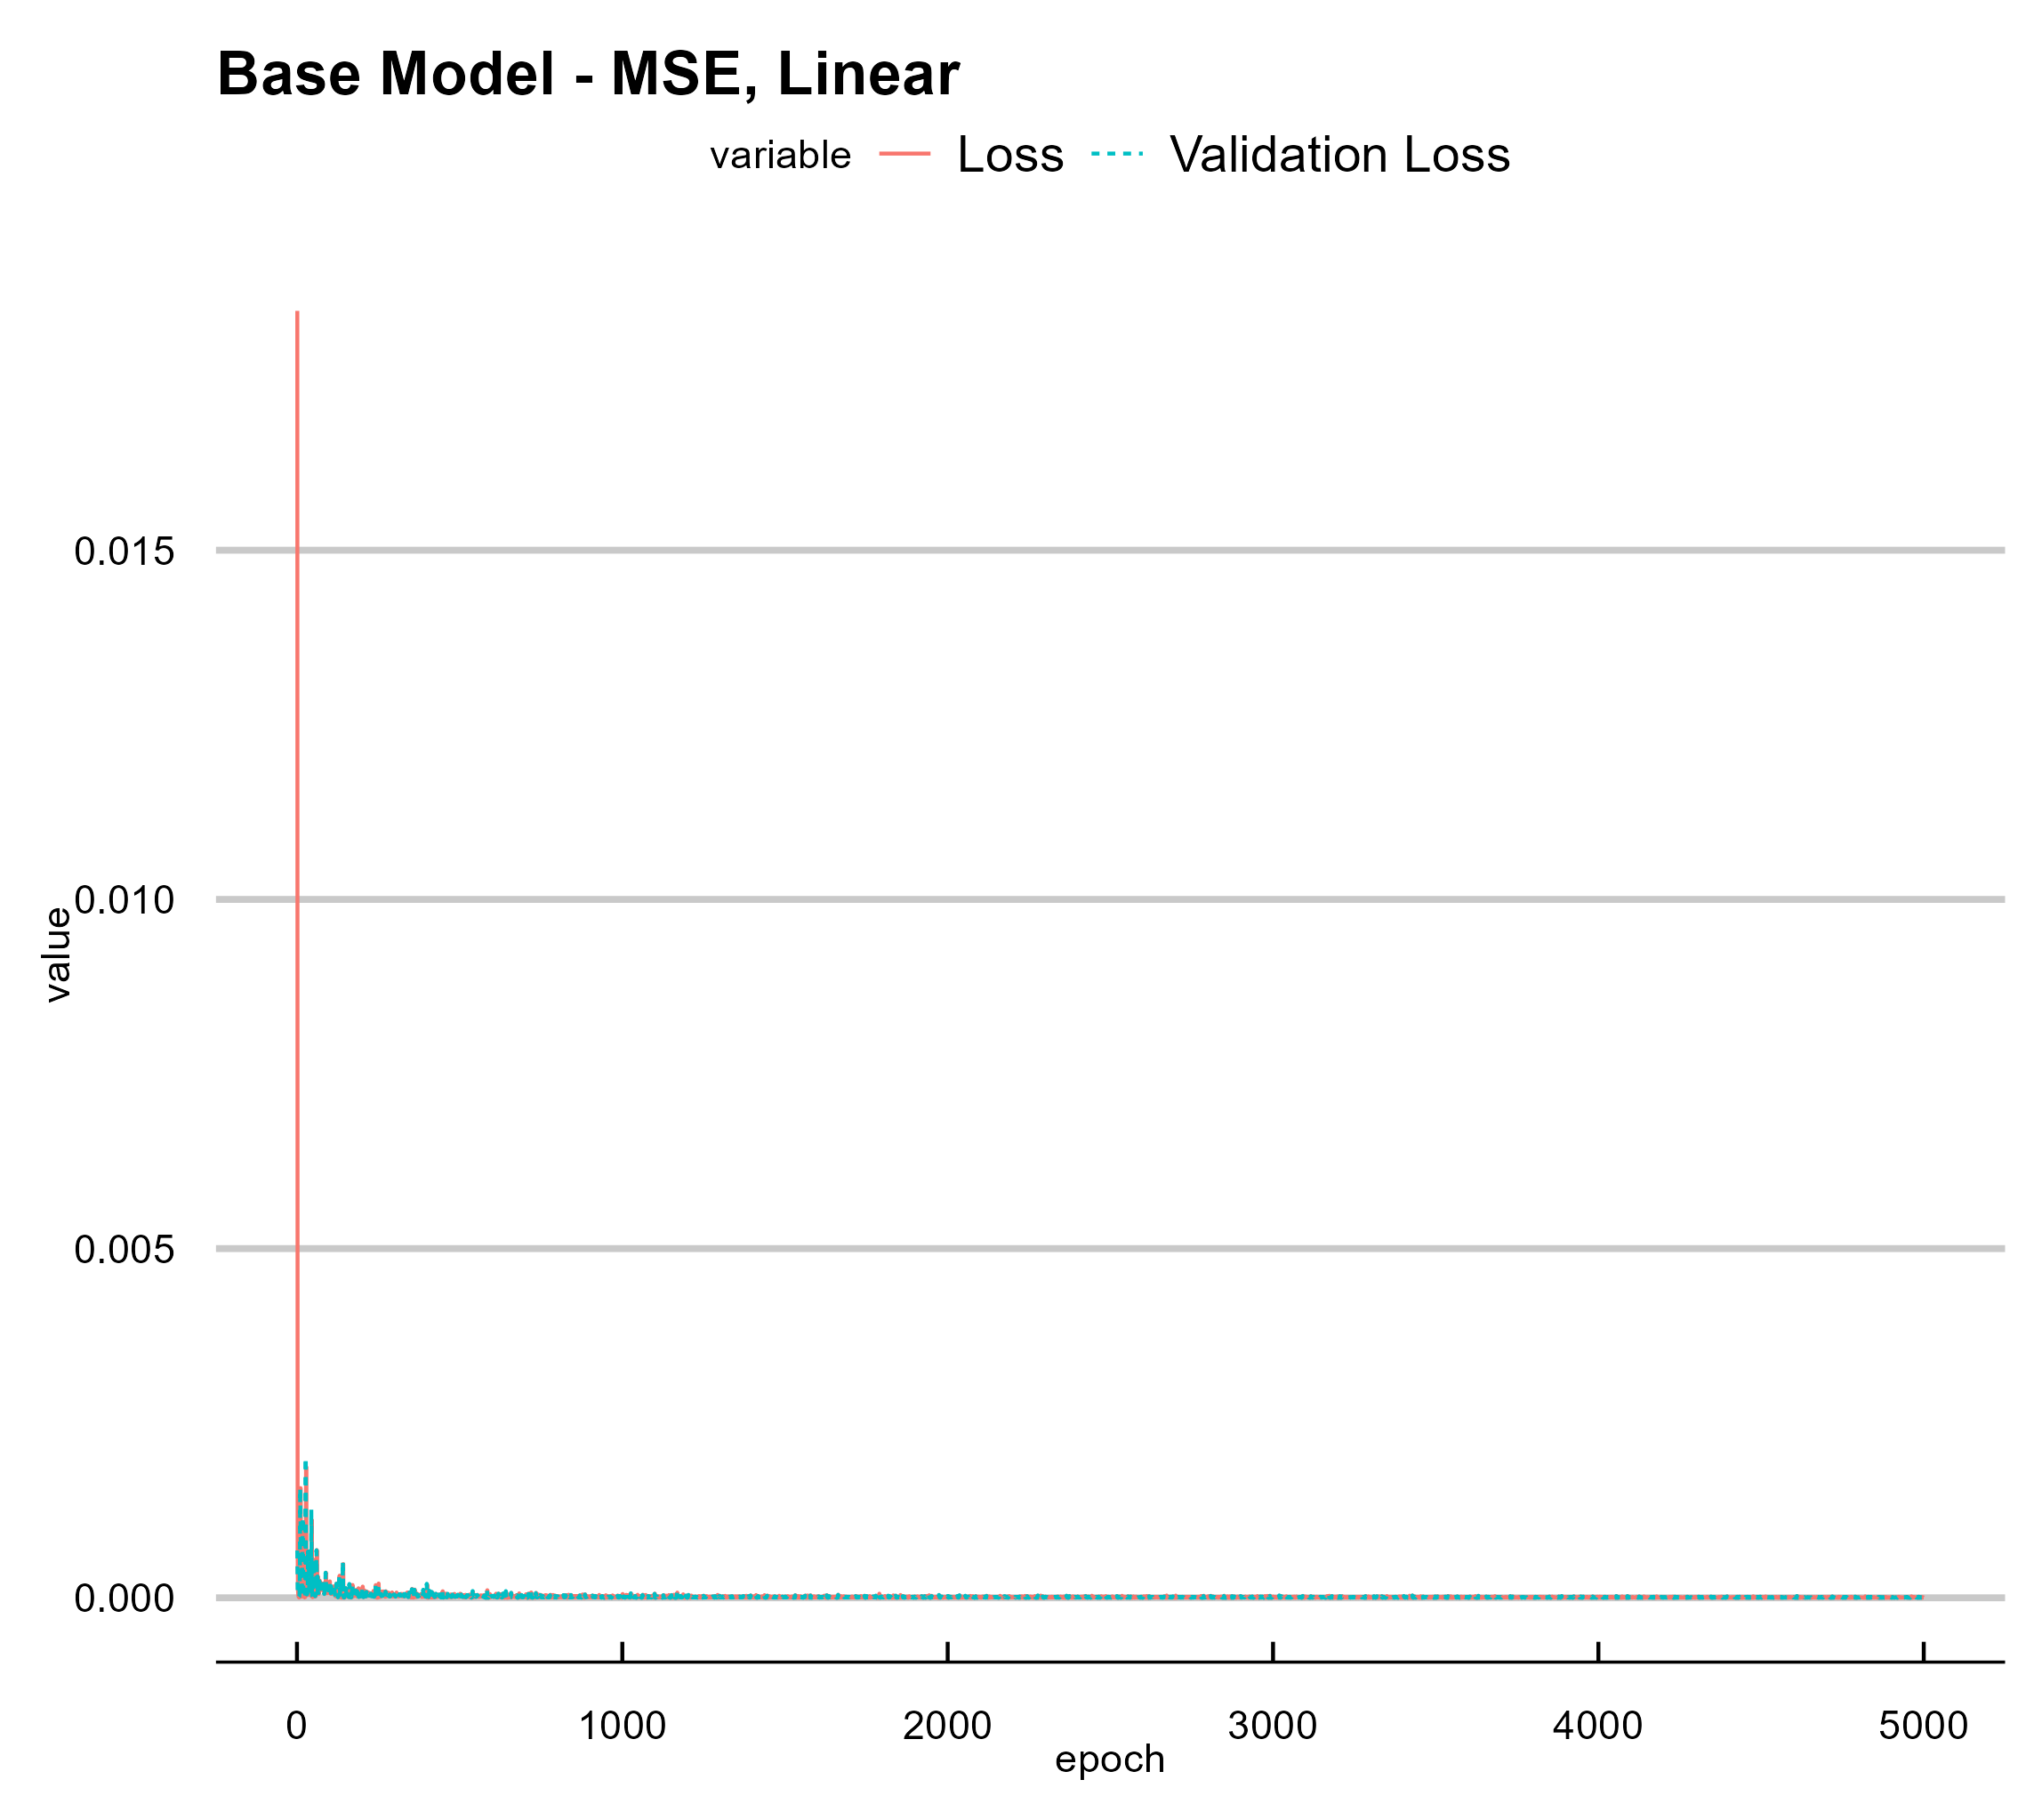 Base Model - MSE, Linear
variable Loss Validation Loss
0.015
0.010
0.005
0.000
value
0 1000 2000 3000 4000 5000
epoch